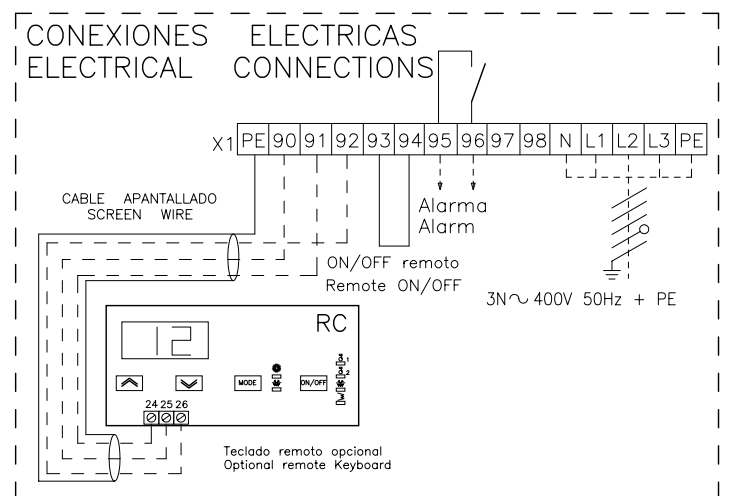 CONEXIONES ELECTRICAS
ELECTRICAL CONNECTIONS
X1 PE 90 91 92 93 94 95 96 97 98 N L1 L2 L3 PE
CABLE APANTALLADO
SCREEN WIRE
Alarma
Alarm
ON/OFF remoto
Remote ON/OFF
3N~ 400V 50Hz + PE
RC
12
MODE
ON/OFF
24 25 26
Teclado remoto opcional
Optional remote Keyboard